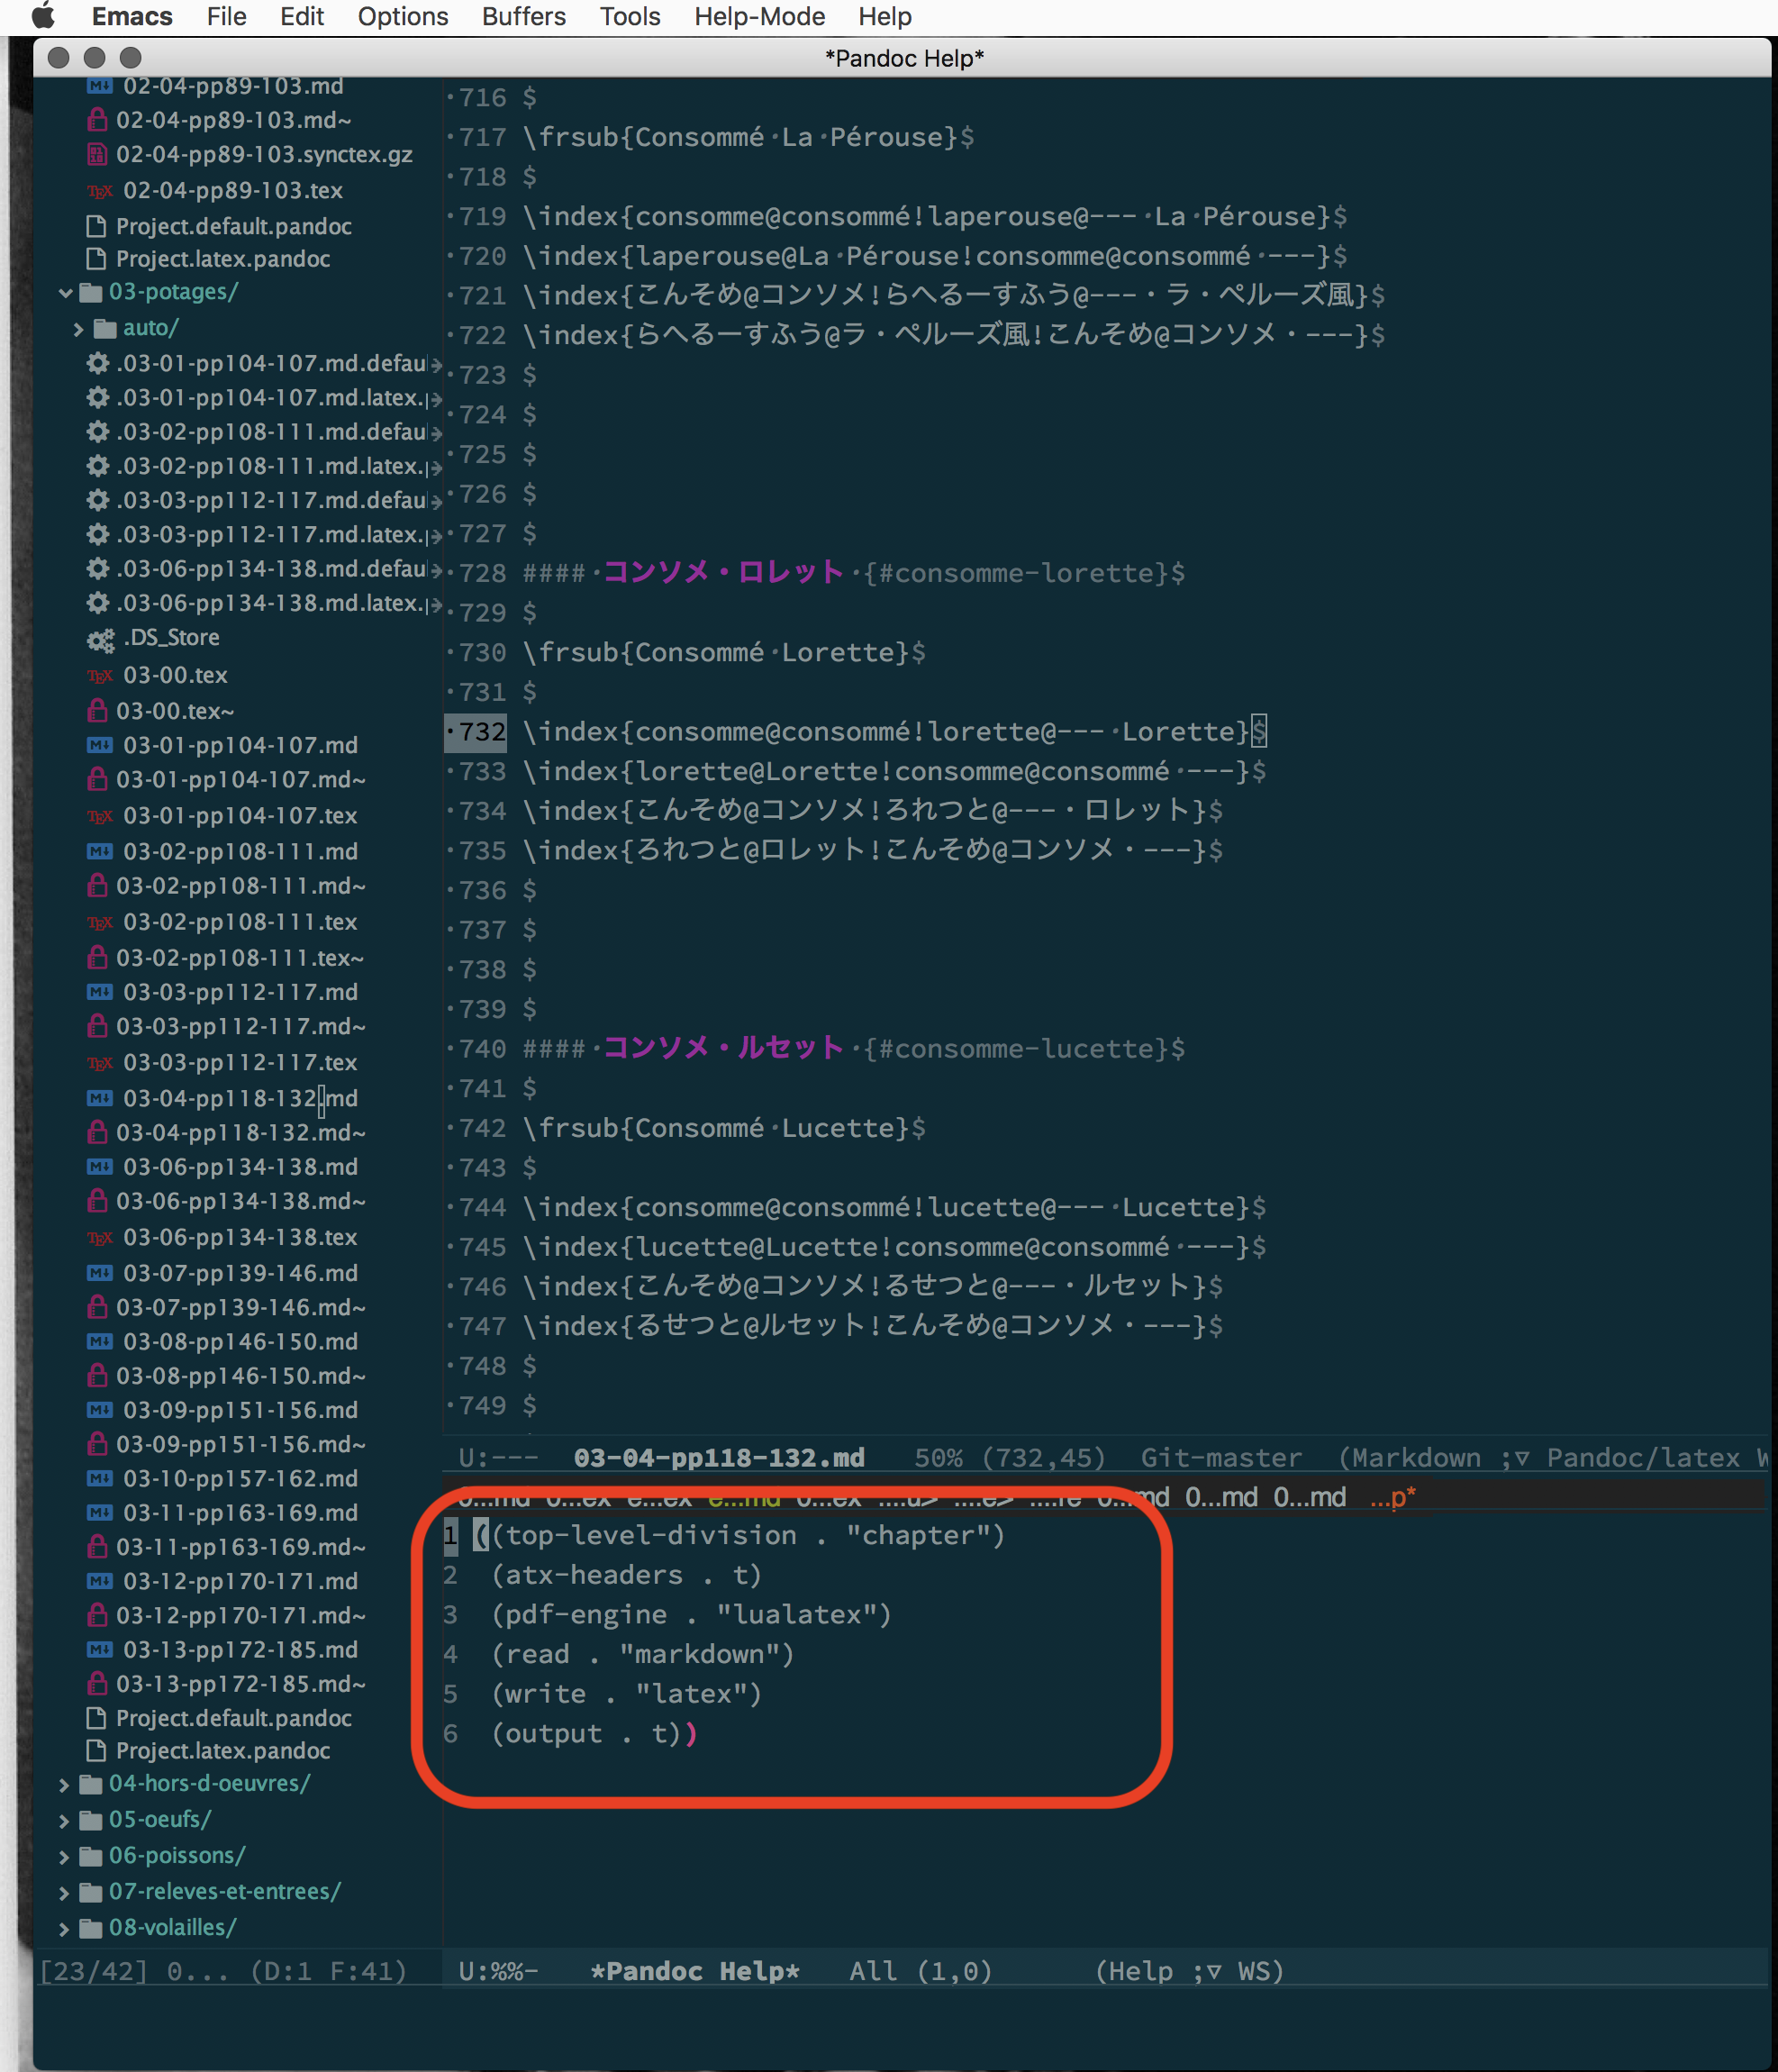 Emacs File Edit Options Buffers Tools Help-Mode Help
*Pandoc Help*
02-04-pp89-103.md
02-04-pp89-103.md~
02-04-pp89-103.synctex.gz
02-04-pp89-103.tex
Project.default.pandoc
Project.latex.pandoc
03-potages/
auto/
.03-01-pp104-107.md.defau
.03-01-pp104-107.md.latex.
.03-02-pp108-111.md.defau
.03-02-pp108-111.md.latex.
.03-03-pp112-117.md.defau
.03-03-pp112-117.md.latex.
.03-06-pp134-138.md.defau
.03-06-pp134-138.md.latex.
.DS_Store
03-00.tex
03-00.tex~
03-01-pp104-107.md
03-01-pp104-107.md~
03-01-pp104-107.tex
03-02-pp108-111.md
03-02-pp108-111.md~
03-02-pp108-111.tex
03-02-pp108-111.tex~
03-03-pp112-117.md
03-03-pp112-117.md~
03-03-pp112-117.tex
03-04-pp118-132.md
03-04-pp118-132.md~
03-06-pp134-138.md
03-06-pp134-138.md~
03-06-pp134-138.tex
03-07-pp139-146.md
03-07-pp139-146.md~
03-08-pp146-150.md
03-08-pp146-150.md~
03-09-pp151-156.md
03-09-pp151-156.md~
03-10-pp157-162.md
03-11-pp163-169.md
03-11-pp163-169.md~
03-12-pp170-171.md
03-12-pp170-171.md~
03-13-pp172-185.md
03-13-pp172-185.md~
Project.default.pandoc
Project.latex.pandoc
04-hors-d-oeuvres/
05-oeufs/
06-poissons/
07-releves-et-entrees/
08-volailles/
[23/42] 0... (D:1 F:41)
·716 $
·717 \frsub{Consommé·La·Pérouse}$
·718 $
·719 \index{consomme@consommé!laperouse@---·La·Pérouse}$
·720 \index{laperouse@La·Pérouse!consomme@consommé·---}$
·721 \index{こんそめ@コンソメ!らへるーすふう@---・ラ・ペルーズ風}$
·722 \index{らへるーすふう@ラ・ペルーズ風!こんそめ@コンソメ・---}$
·723 $
·724 $
·725 $
·726 $
·727 $
·728 ####·コンソメ・ロレット·{#consomme-lorette}$
·729 $
·730 \frsub{Consommé·Lorette}$
·731 $
·732 \index{consomme@consommé!lorette@---·Lorette}$
·733 \index{lorette@Lorette!consomme@consommé·---}$
·734 \index{こんそめ@コンソメ!ろれつと@---・ロレット}$
·735 \index{ろれつと@ロレット!こんそめ@コンソメ・---}$
·736 $
·737 $
·738 $
·739 $
·740 ####·コンソメ・ルセット·{#consomme-lucette}$
·741 $
·742 \frsub{Consommé·Lucette}$
·743 $
·744 \index{consomme@consommé!lucette@---·Lucette}$
·745 \index{lucette@Lucette!consomme@consommé·---}$
·746 \index{こんそめ@コンソメ!るせつと@---・ルセット}$
·747 \index{るせつと@ルセット!こんそめ@コンソメ・---}$
·748 $
·749 $
U:--- 03-04-pp118-132.md 50% (732,45) Git-master (Markdown ;▽ Pandoc/latex W
0...md 0...md ...p*
1 ((top-level-division . "chapter")
2 (atx-headers . t)
3 (pdf-engine . "lualatex")
4 (read . "markdown")
5 (write . "latex")
6 (output . t))
U:%%- *Pandoc Help* All (1,0) (Help ;▽ WS)